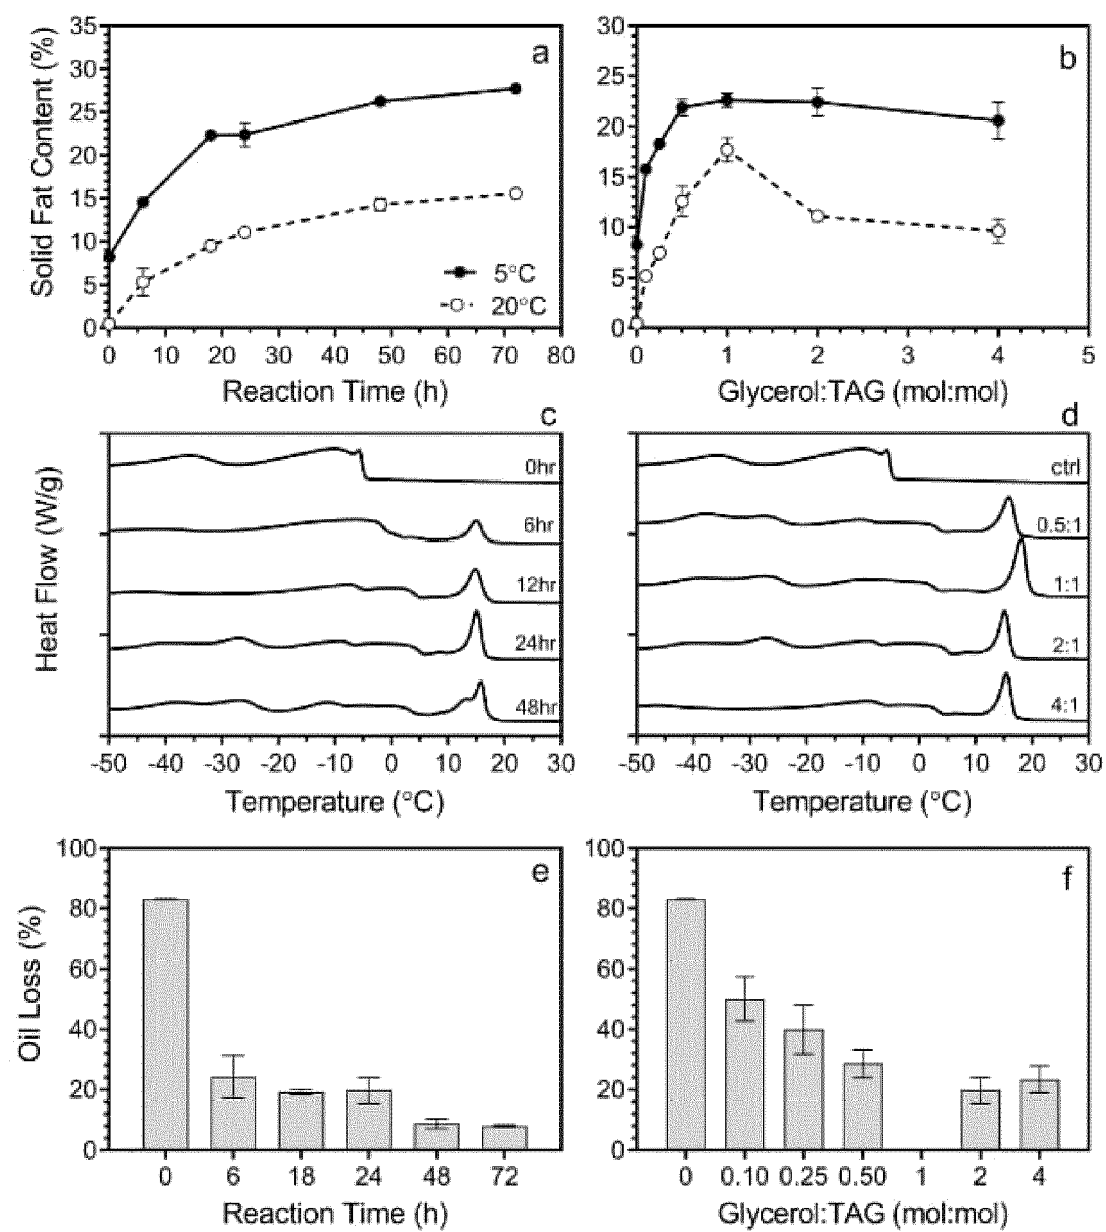 35
30
25
20
15
10
5
0
Solid Fat Content (%)
a
5°C
20°C
0 10 20 30 40 50 60 70 80
Reaction Time (h)
30
25
20
15
10
5
0
b
0 1 2 3 4 5
Glycerol:TAG (mol:mol)
c
Heat Flow (W/g)
0hr
6hr
12hr
24hr
48hr
-50 -40 -30 -20 -10 0 10 20 30
Temperature (°C)
d
ctrl
0.5:1
1:1
2:1
4:1
-50 -40 -30 -20 -10 0 10 20 30
Temperature (°C)
100
80
60
40
20
0
Oil Loss (%)
e
0 6 18 24 48 72
Reaction Time (h)
100
80
60
40
20
0
f
0 0.10 0.25 0.50 1 2 4
Glycerol:TAG (mol:mol)